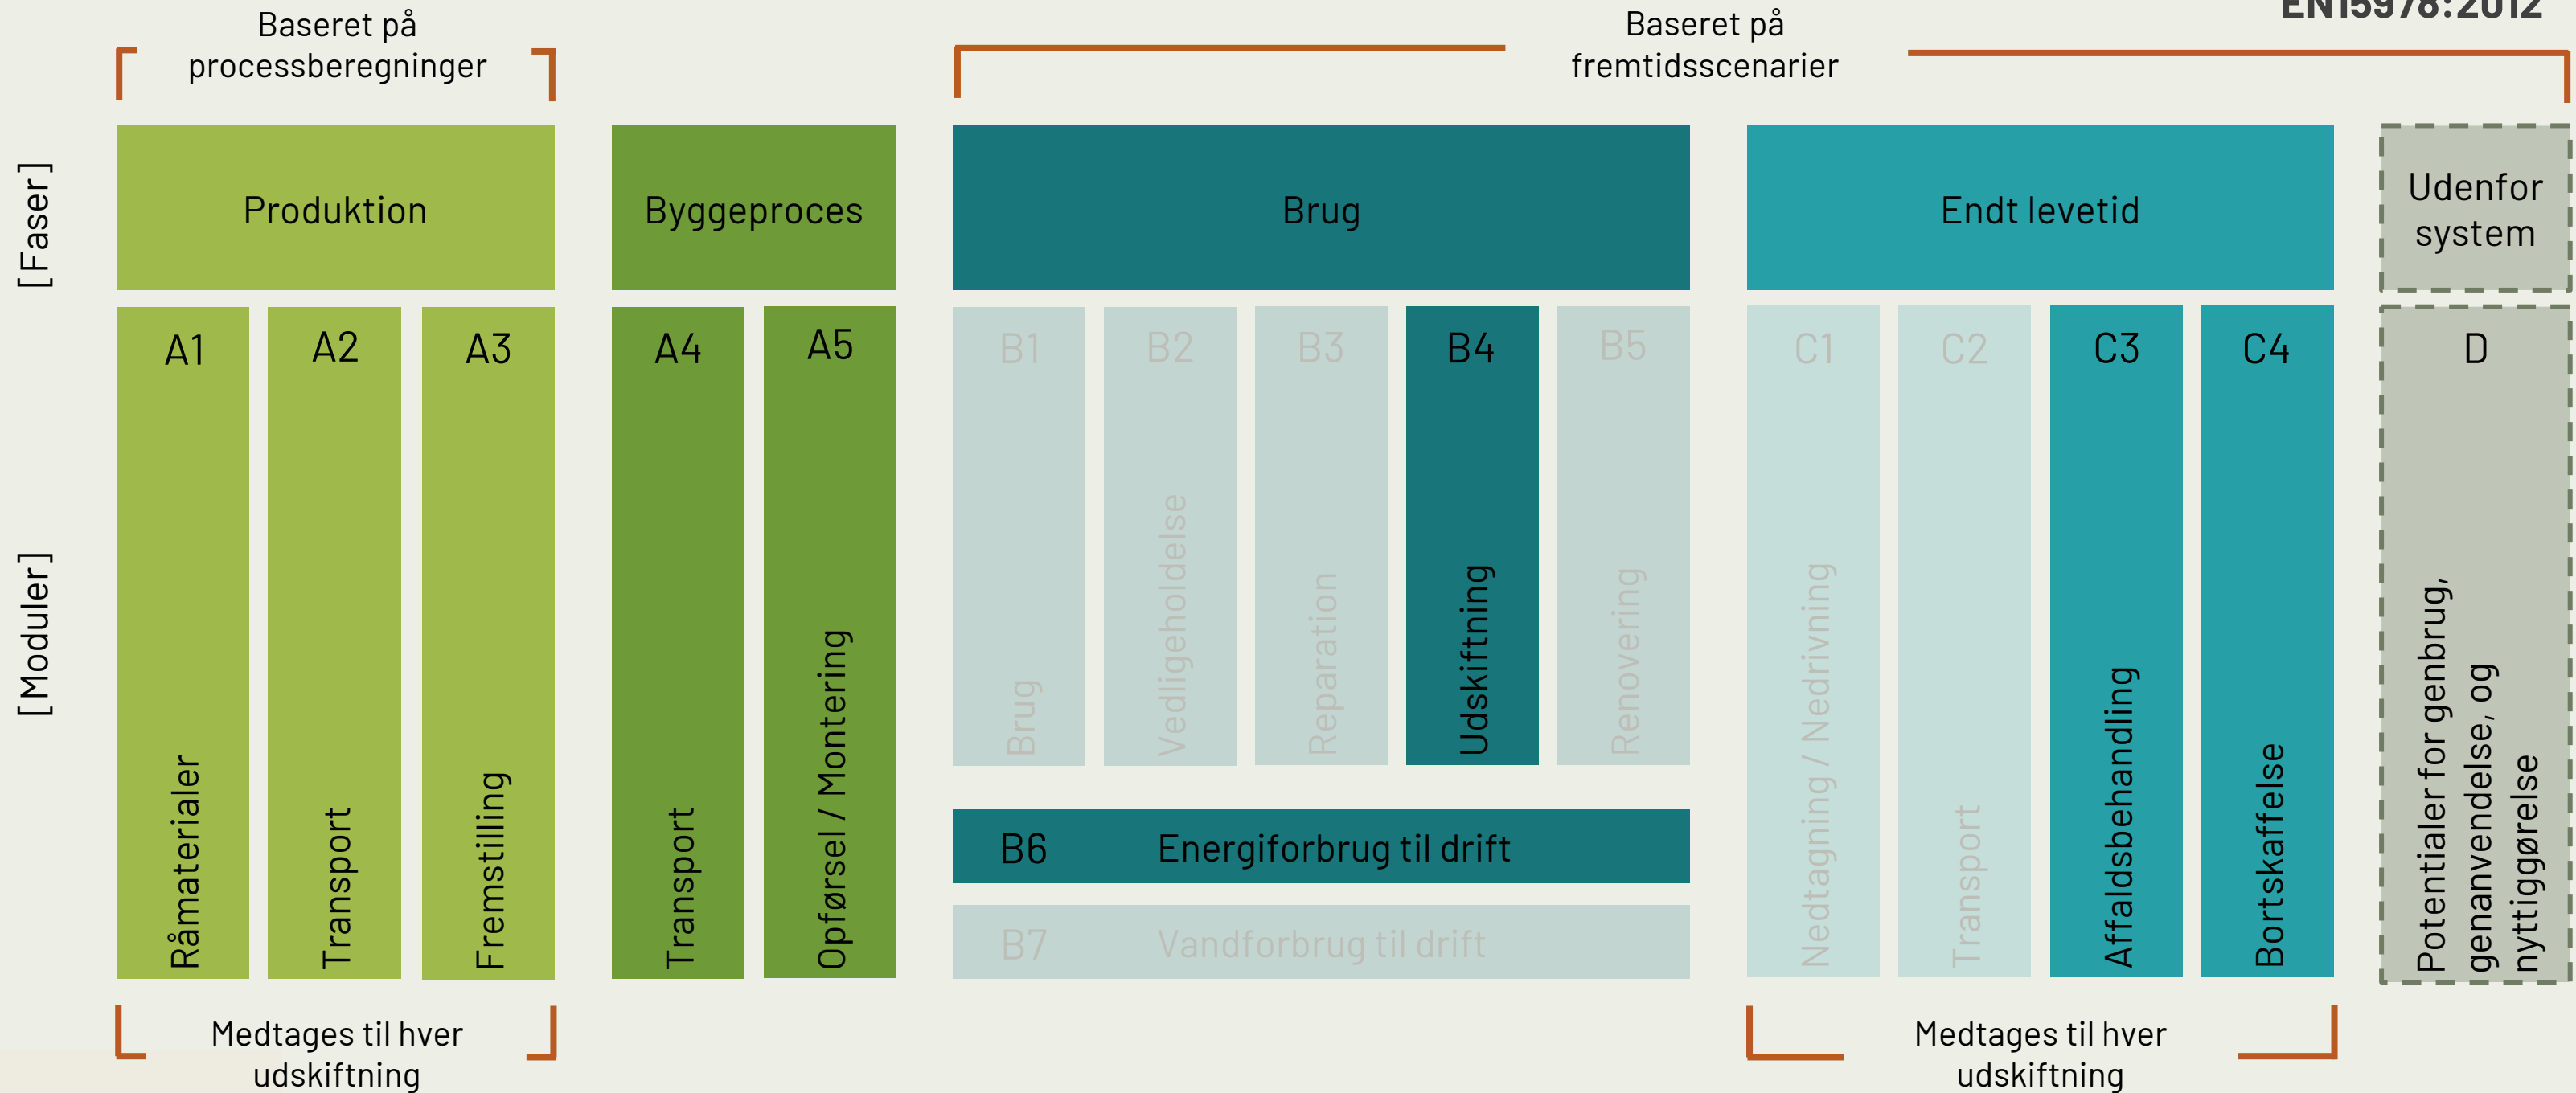 EN15978:2012
Baseret på
processberegninger
Baseret på
fremtidsscenarier
[Faser]
Produktion
Byggeproces
Brug
Endt levetid
Udenfor
system
[Moduler]
A1
Råmaterialer
A2
Transport
A3
Fremstilling
A4
Transport
A5
Opførsel / Montering
B1
Brug
B2
Vedligeholdelse
B3
Reparation
B4
Udskiftning
B5
Renovering
B6 Energiforbrug til drift
B7 Vandforbrug til drift
C1
Nedtagning / Nedrivning
C2
Transport
C3
Affaldsbehandling
C4
Bortskaffelse
D
Potentialer for genbrug,
genanvendelse, og
nyttiggørelse
Medtages til hver
udskiftning
Medtages til hver
udskiftning